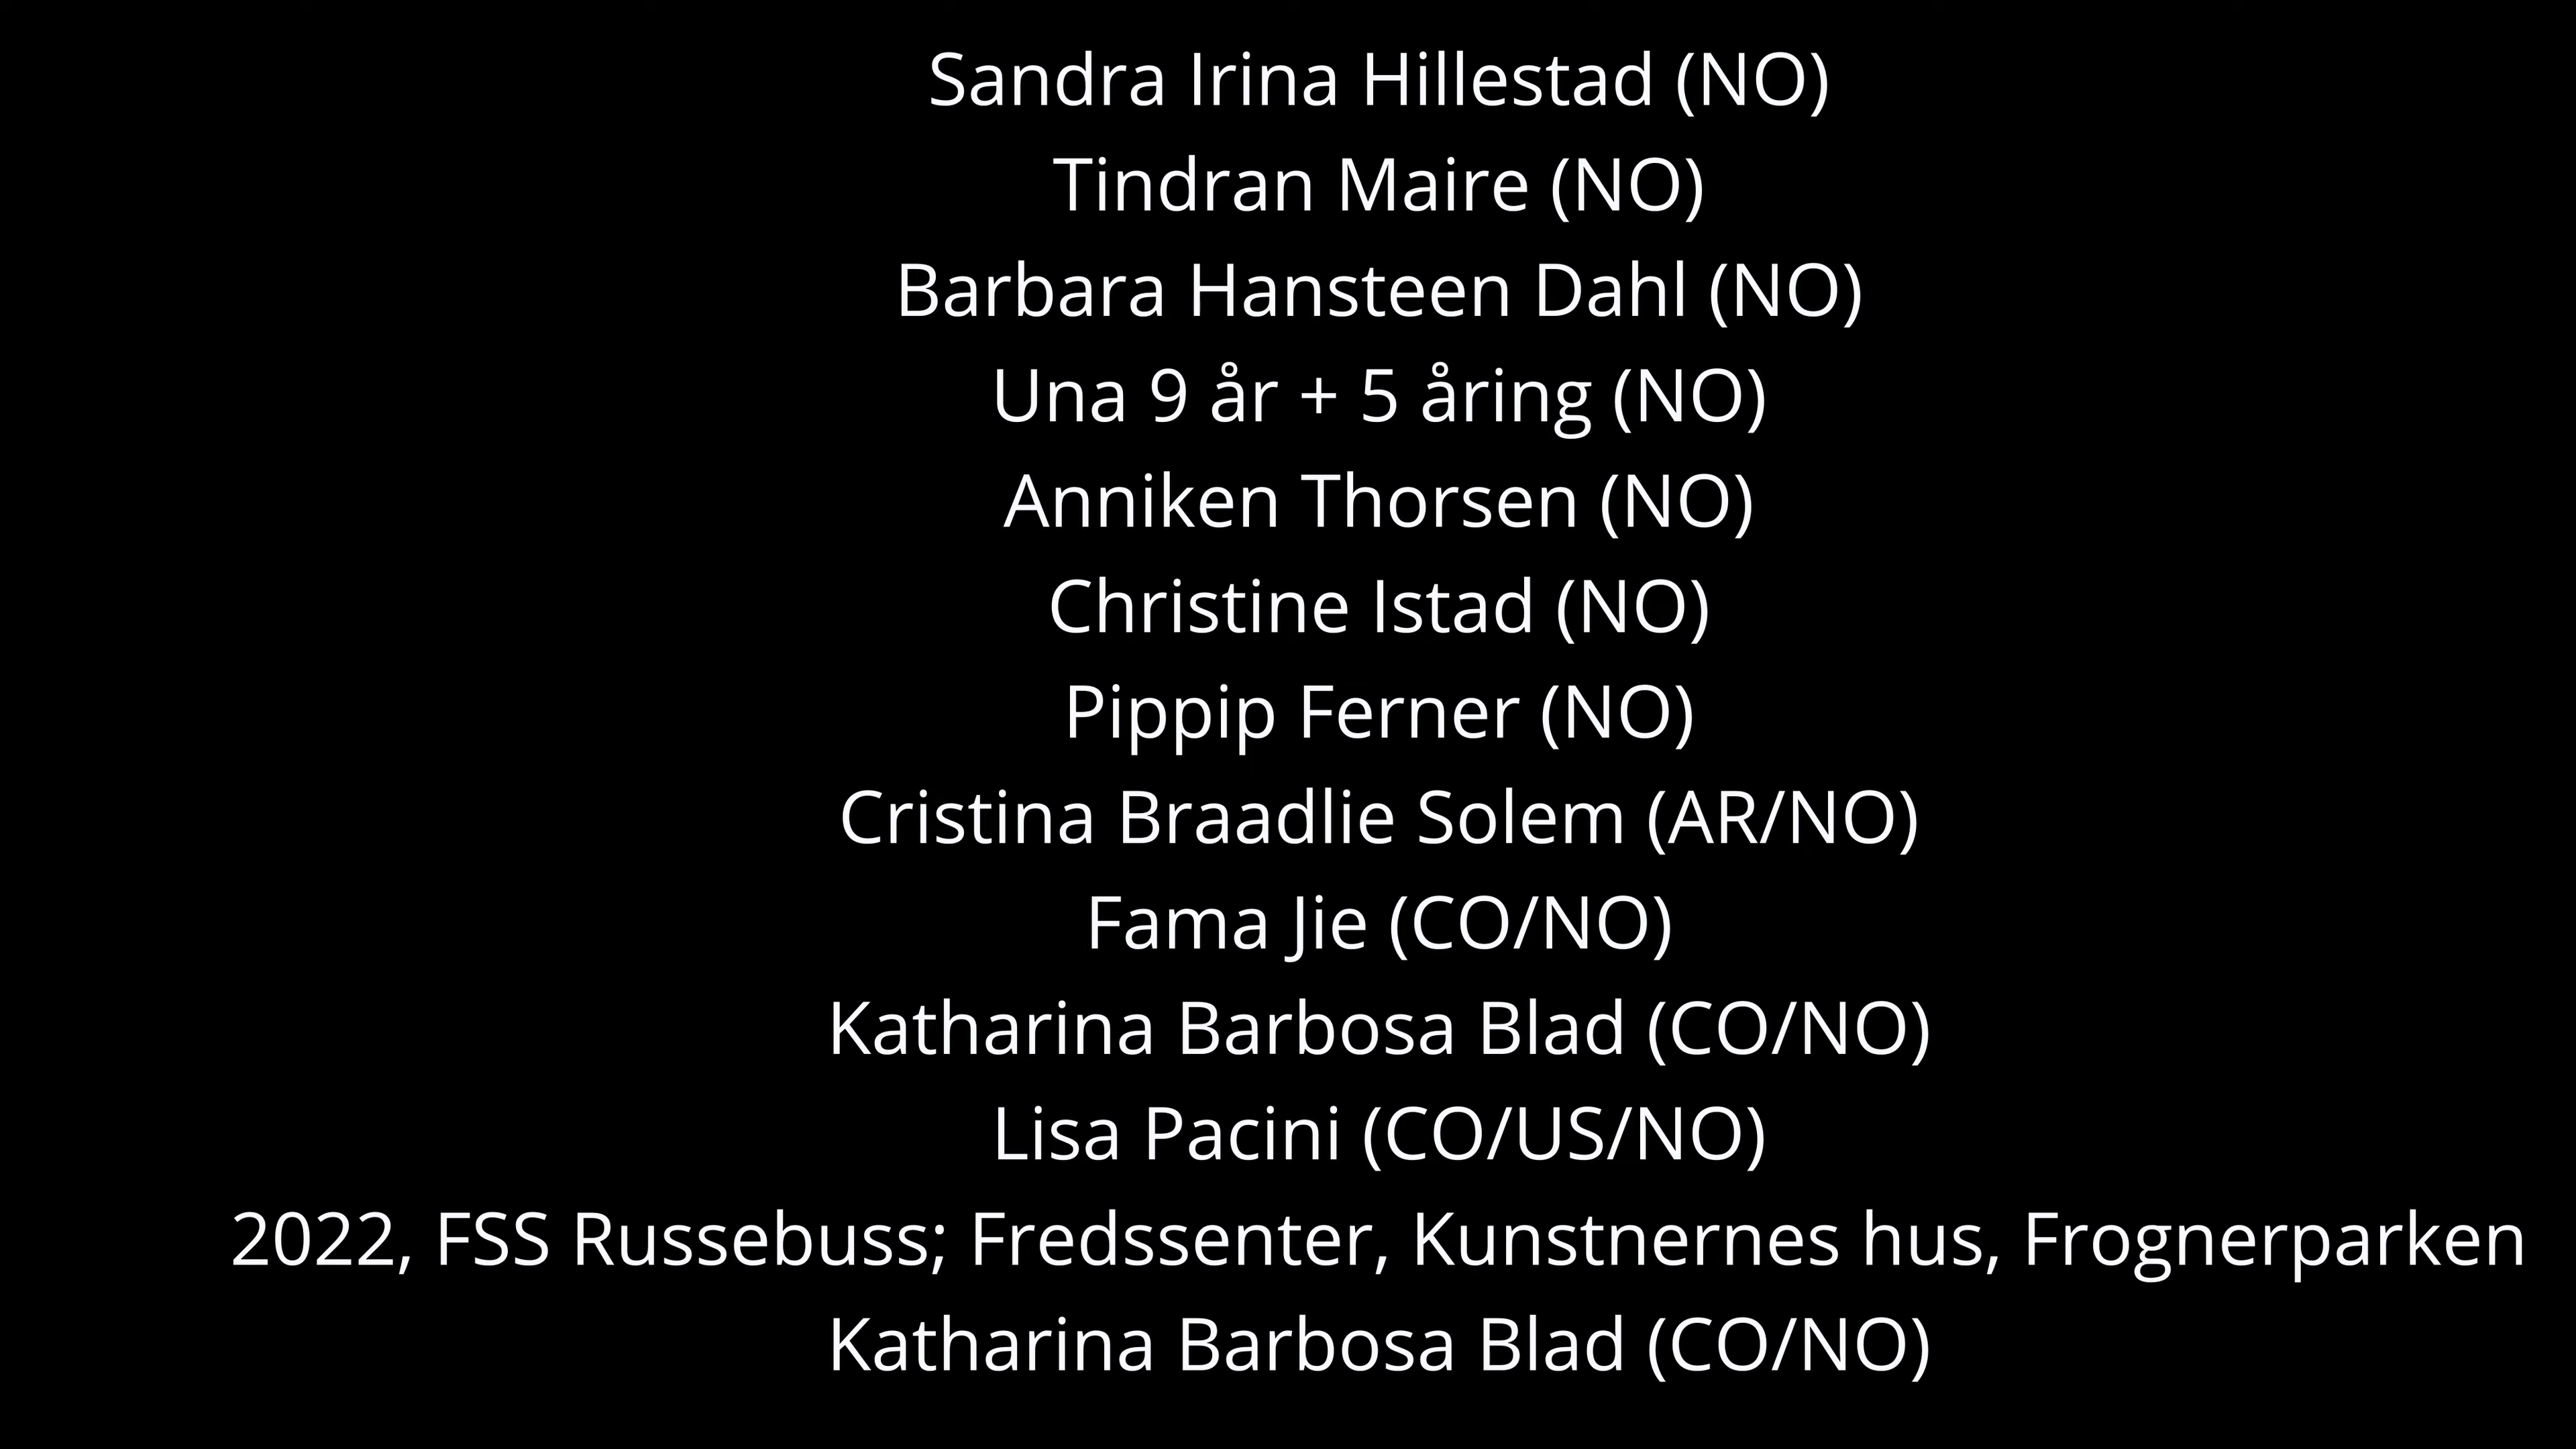 Sandra Irina Hillestad (NO)
Tindran Maire (NO)
Barbara Hansteen Dahl (NO)
Una 9 år + 5 åring (NO)
Anniken Thorsen (NO)
Christine Istad (NO)
Pippip Ferner (NO)
Cristina Braadlie Solem (AR/NO)
Fama Jie (CO/NO)
Katharina Barbosa Blad (CO/NO)
Lisa Pacini (CO/US/NO)
2022, FSS Russebuss; Fredssenter, Kunstnernes hus, Frognerparken
Katharina Barbosa Blad (CO/NO)